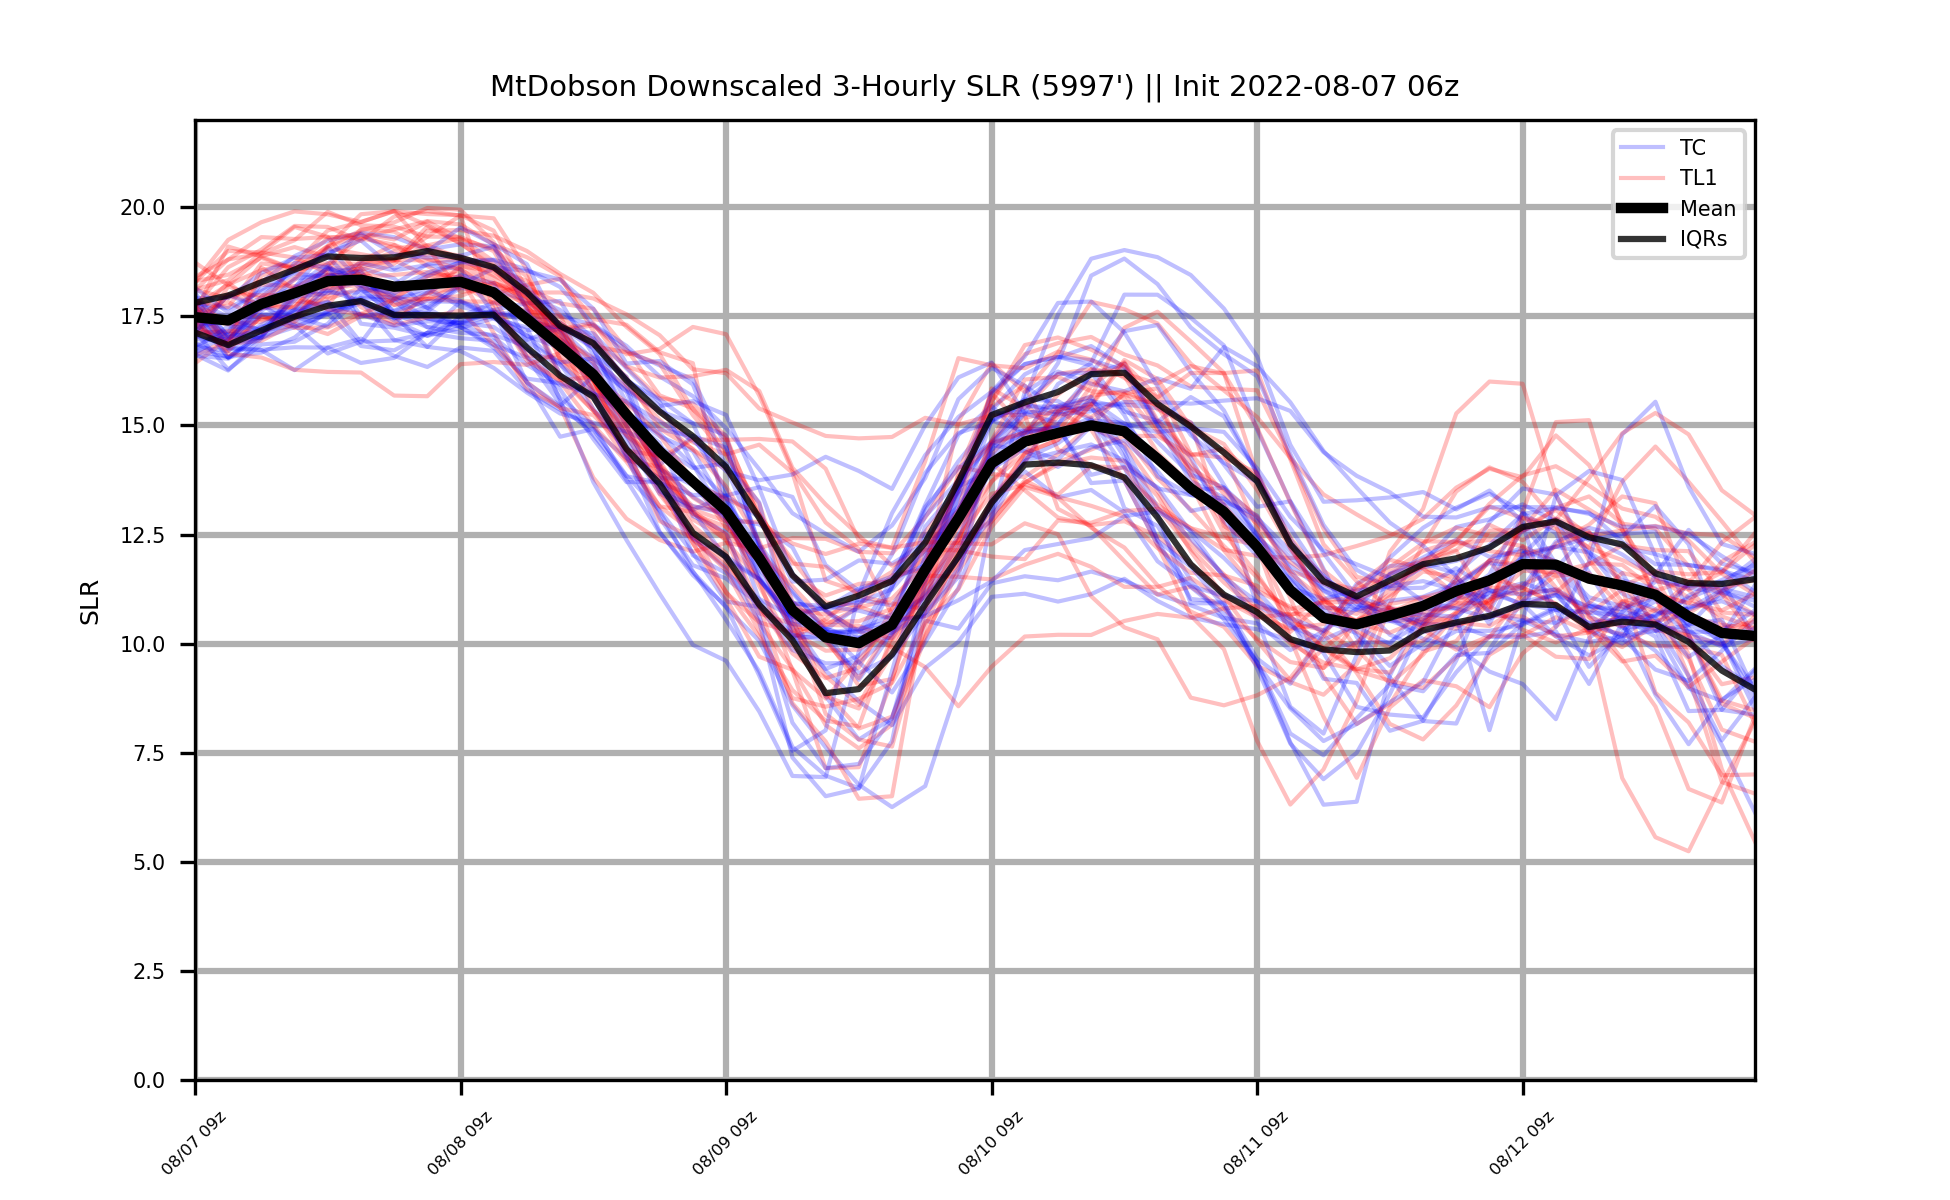 MtDobson Downscaled 3-Hourly SLR (5997') || Init 2022-08-07 06z
TC
TL1
Mean
IQRs
SLR
20.0
17.5
15.0
12.5
10.0
7.5
5.0
2.5
0.0
08/07 09z
08/08 09z
08/09 09z
08/10 09z
08/11 09z
08/12 09z